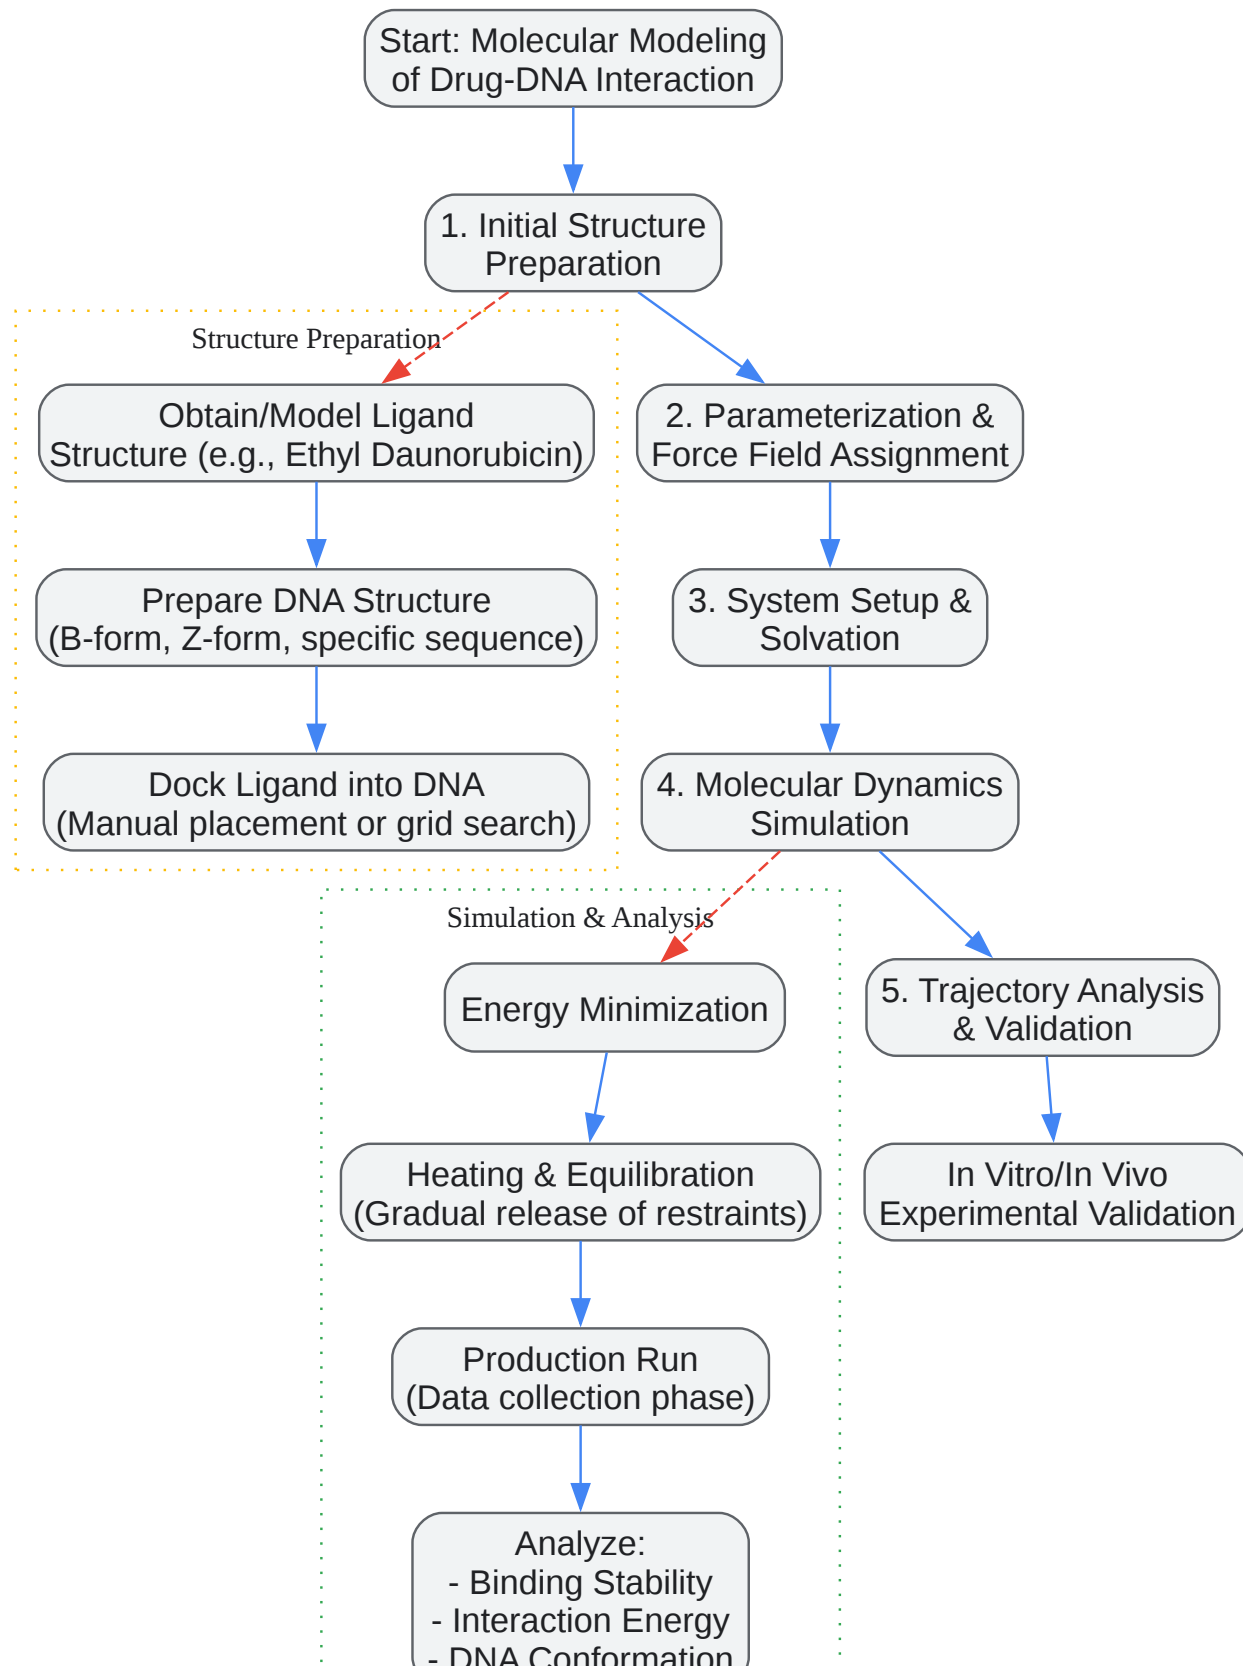 Start: Molecular Modeling
of Drug-DNA Interaction
1. Initial Structure
Preparation
Structure Preparation
Obtain/Model Ligand
Structure (e.g., Ethyl Daunorubicin)
2. Parameterization &
Force Field Assignment
Prepare DNA Structure
(B-form, Z-form, specific sequence)
3. System Setup &
Solvation
Dock Ligand into DNA
(Manual placement or grid search)
4. Molecular Dynamics
Simulation
Simulation & Analysis
Energy Minimization
5. Trajectory Analysis
& Validation
Heating & Equilibration
(Gradual release of restraints)
In Vitro/In Vivo
Experimental Validation
Production Run
(Data collection phase)
Analyze:
- Binding Stability
- Interaction Energy
- DNA Conformation